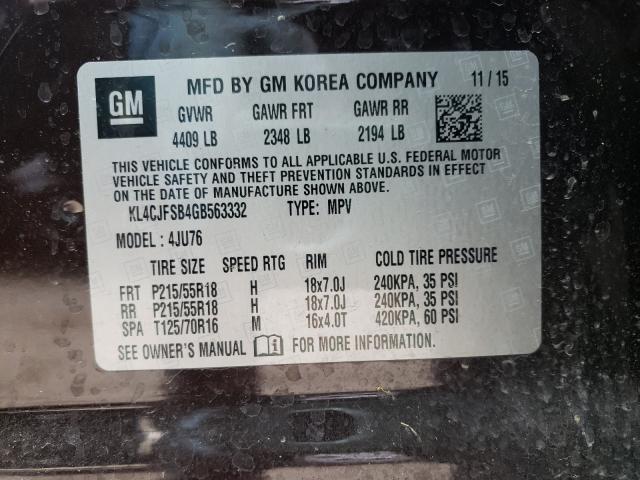 GM MFD BY GM KOREA COMPANY 11 / 15
GVWR GAWR FRT GAWR RR
4409 LB 2348 LB 2194 LB
THIS VEHICLE CONFORMS TO ALL APPLICABLE U.S. FEDERAL MOTOR
VEHICLE SAFETY AND THEFT PREVENTION STANDARDS IN EFFECT
ON THE DATE OF MANUFACTURE SHOWN ABOVE.
KL4CJFSB4GB563332 TYPE: MPV
MODEL : 4JU76
TIRE SIZE SPEED RTG RIM COLD TIRE PRESSURE
FRT P215/55R18 H 18x7.0J 240KPA, 35 PSI
RR P215/55R18 H 18x7.0J 240KPA, 35 PSI
SPA T125/70R16 M 16x4.0T 420KPA, 60 PSI
SEE OWNER'S MANUAL FOR MORE INFORMATION.